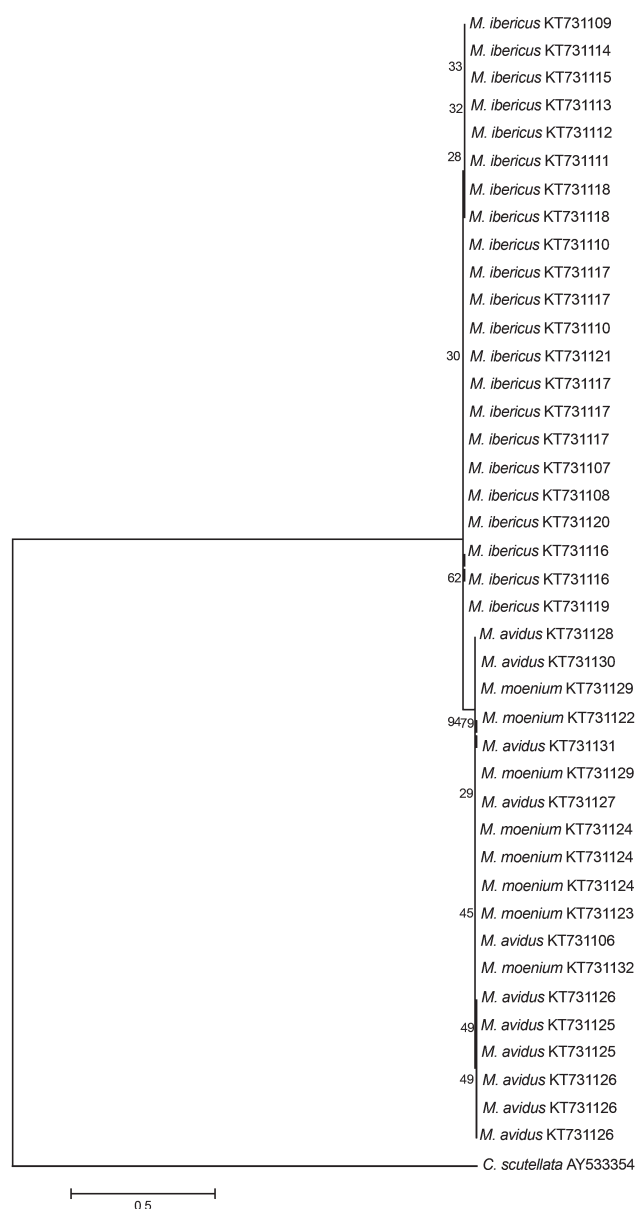 M. ibericus KT731109
M. ibericus KT731114
33
M. ibericus KT731115
32
M. ibericus KT731113
M. ibericus KT731112
28
M. ibericus KT731111
M. ibericus KT731118
M. ibericus KT731118
M. ibericus KT731110
M. ibericus KT731117
M. ibericus KT731117
M. ibericus KT731110
30
M. ibericus KT731121
M. ibericus KT731117
M. ibericus KT731117
M. ibericus KT731117
M. ibericus KT731107
M. ibericus KT731108
M. ibericus KT731120
M. ibericus KT731116
62
M. ibericus KT731116
M. ibericus KT731119
M. avidus KT731128
M. avidus KT731130
M. moenium KT731129
9479
M. moenium KT731122
M. avidus KT731131
M. moenium KT731129
29
M. avidus KT731127
M. moenium KT731124
M. moenium KT731124
M. moenium KT731124
45
M. moenium KT731123
M. avidus KT731106
M. moenium KT731132
M. avidus KT731126
49
M. avidus KT731125
M. avidus KT731125
49
M. avidus KT731126
M. avidus KT731126
M. avidus KT731126
C. scutellata AY533354
0.5